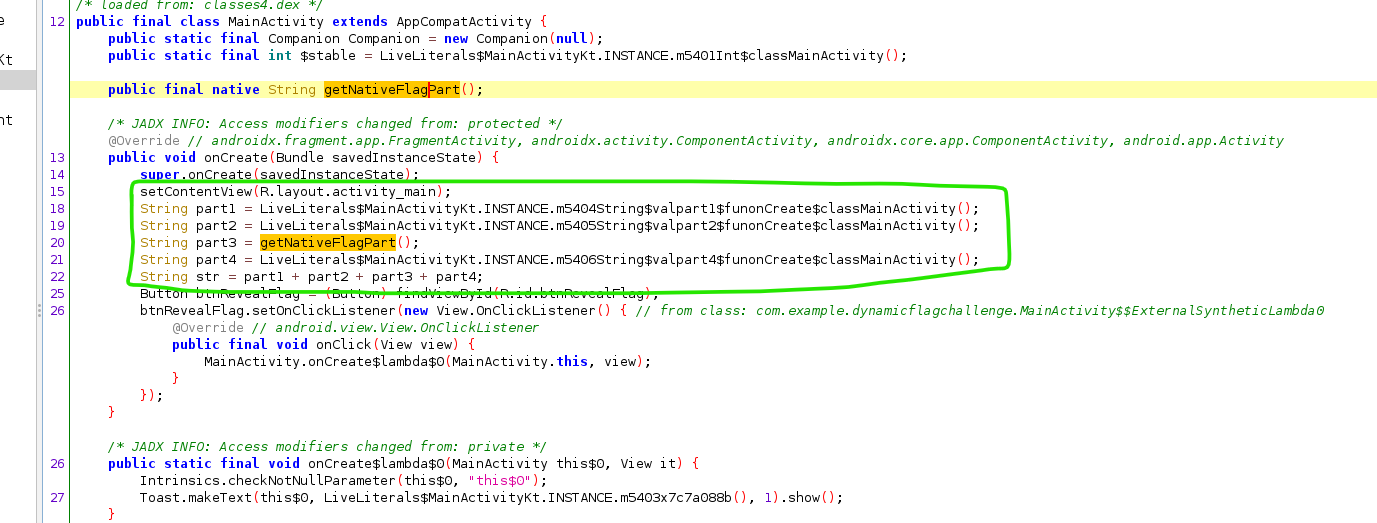 /* loaded from: classes4.dex */
12 public final class MainActivity extends AppCompatActivity {
public static final Companion Companion = new Companion(null);
public static final int $stable = LiveLiterals$MainActivityKt.INSTANCE.m5401Int$classMainActivity();
Kt
public final native String getNativeFlagPart();
nt
/* JADX INFO: Access modifiers changed from: protected */
@Override // androidx.fragment.app.FragmentActivity, androidx.activity.ComponentActivity, androidx.core.app.ComponentActivity, android.app.Activity
13 public void onCreate(Bundle savedInstanceState) {
14 super.onCreate(savedInstanceState);
15 setContentView(R.layout.activity_main);
18 String part1 = LiveLiterals$MainActivityKt.INSTANCE.m5404String$valpart1$funonCreate$classMainActivity();
19 String part2 = LiveLiterals$MainActivityKt.INSTANCE.m5405String$valpart2$funonCreate$classMainActivity();
20 String part3 = getNativeFlagPart();
21 String part4 = LiveLiterals$MainActivityKt.INSTANCE.m5406String$valpart4$funonCreate$classMainActivity();
22 String str = part1 + part2 + part3 + part4;
25 Button btnRevealFlag = (Button) findViewById(R.id.btnRevealFlag);
26 btnRevealFlag.setOnClickListener(new View.OnClickListener() { // from class: com.example.dynamicflagchallenge.MainActivity$$ExternalSyntheticLambda0
@Override // android.view.View.OnClickListener
public final void onClick(View view) {
MainActivity.onCreate$lambda$0(MainActivity.this, view);
}
});
}
/* JADX INFO: Access modifiers changed from: private */
26 public static final void onCreate$lambda$0(MainActivity this$0, View it) {
Intrinsics.checkNotNullParameter(this$0, "this$0");
27 Toast.makeText(this$0, LiveLiterals$MainActivityKt.INSTANCE.m5403x7c7a088b(), 1).show();
}